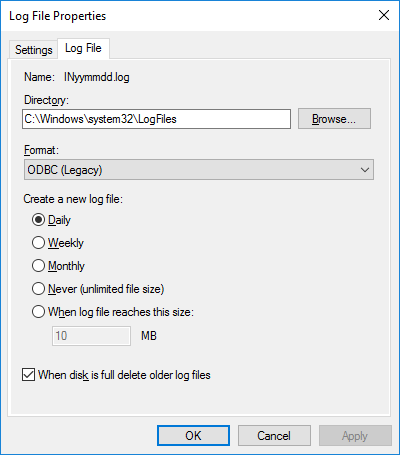 Log File Properties
Settings
Log File
Name: INyymmdd.log
Directory:
C:\Windows\system32\LogFiles
Browse...
Format:
ODBC (Legacy)
Create a new log file:
Daily
Weekly
Monthly
Never (unlimited file size)
When log file reaches this size:
10 MB
When disk is full delete older log files
OK
Cancel
Apply